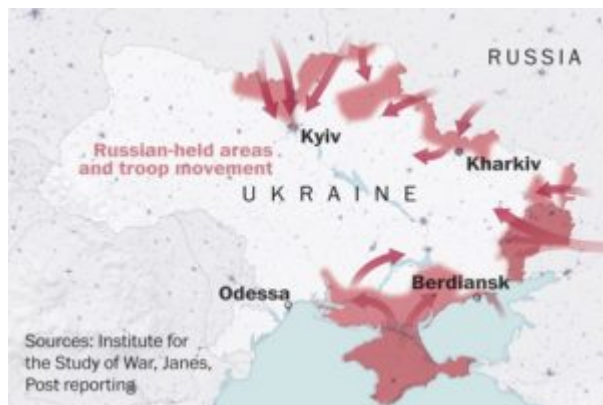 RUSSIA
Kyiv
Russian-held areas
and troop movement
Kharkiv
UKRAINE
Berdiansk
Odessa
Sources: Institute for
the Study of War, Janes,
Post reporting